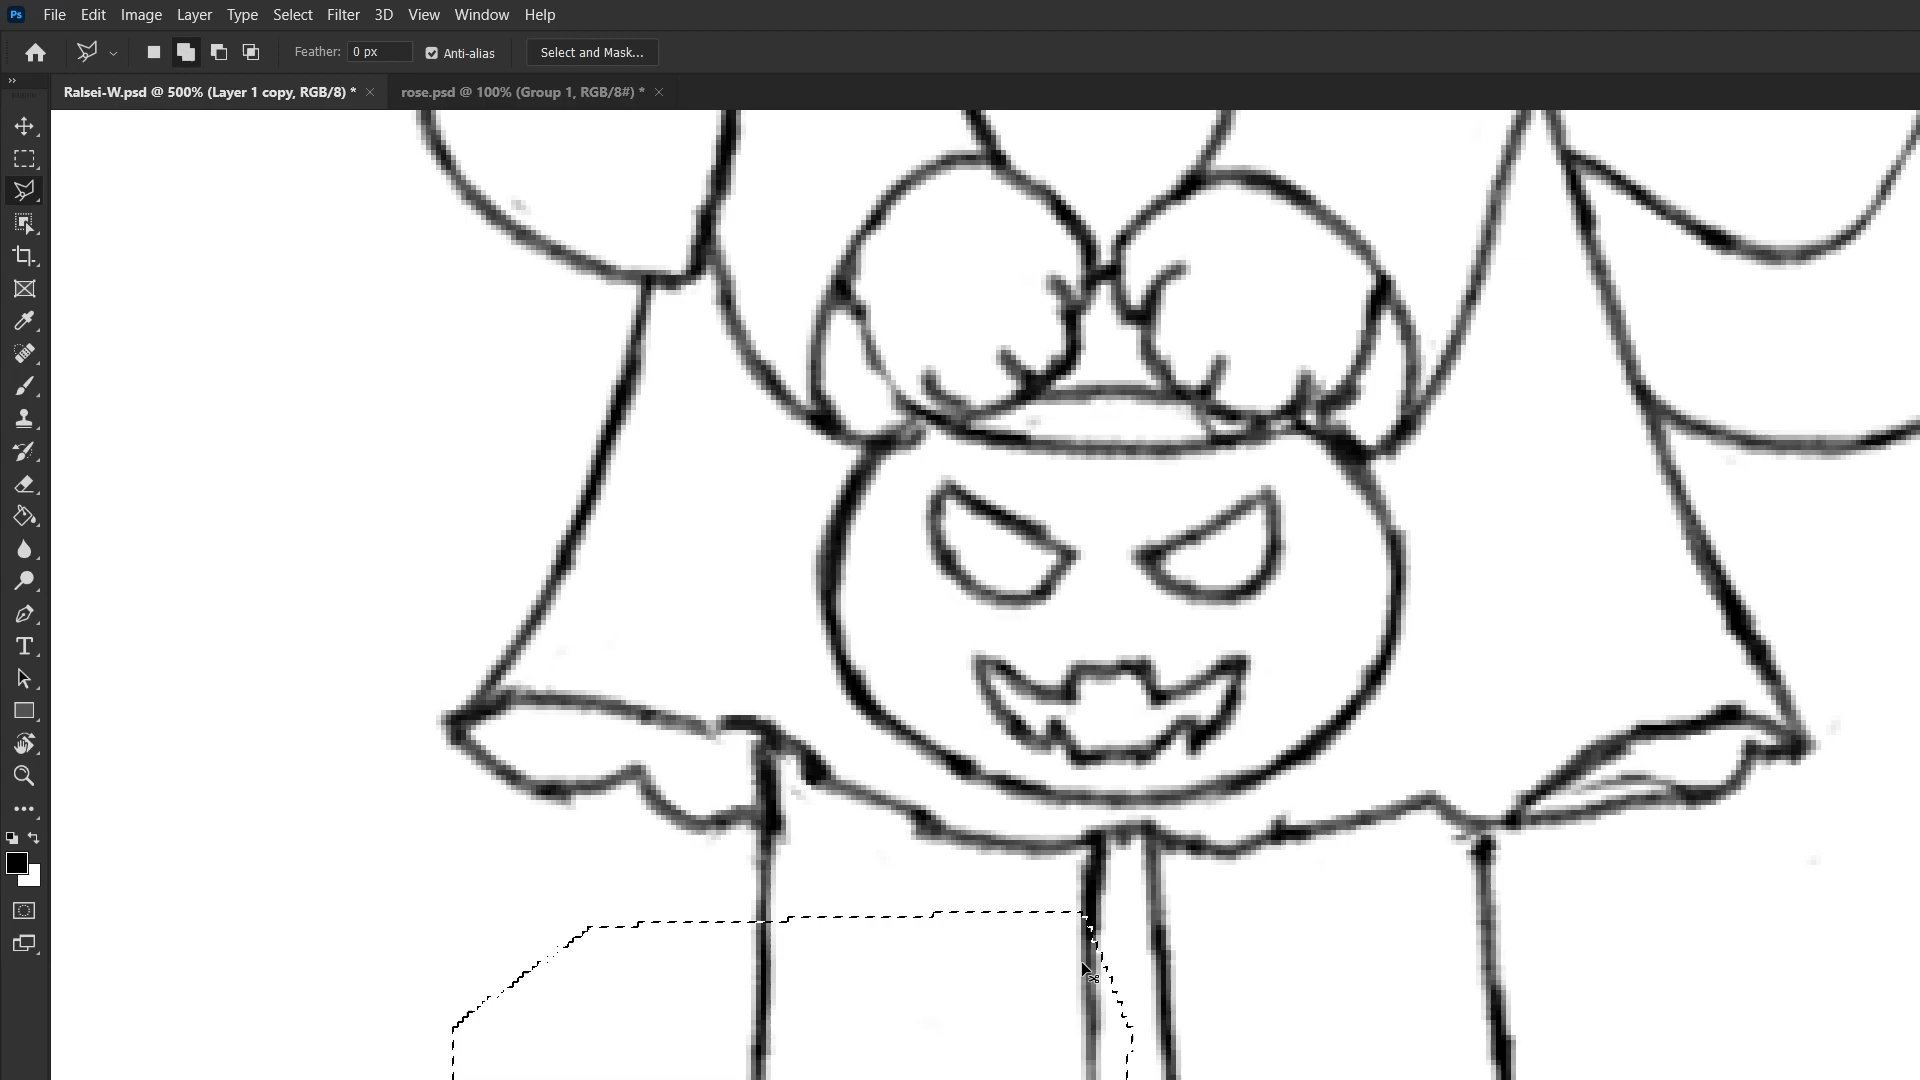 Ps File Edit Image Layer Type Select Filter 3D View Window Help
Feather: 0 px Anti-alias Select and Mask...
Ralsei-W.psd @ 500% (Layer 1 copy, RGB/8) * rose.psd @ 100% (Group 1, RGB/8#) *